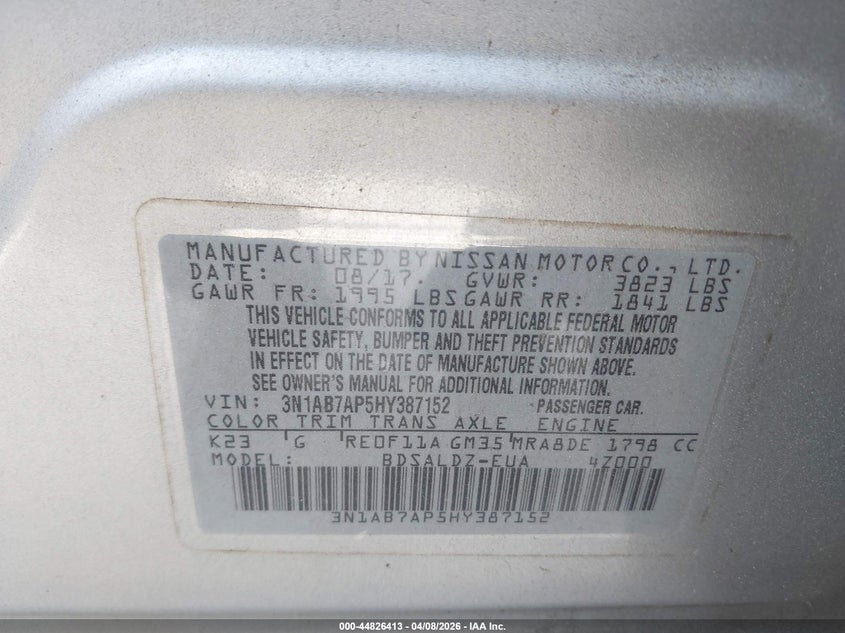 MANUFACTURED BY NISSAN MOTOR CO., LTD.
DATE: 08/17. GVWR: 3823 LBS
GAWR FR: 1995 LBS GAWR RR: 1841 LBS
THIS VEHICLE CONFORMS TO ALL APPLICABLE FEDERAL MOTOR
VEHICLE SAFETY, BUMPER AND THEFT PREVENTION STANDARDS
IN EFFECT ON THE DATE OF MANUFACTURE SHOWN ABOVE.
SEE OWNER'S MANUAL FOR ADDITIONAL INFORMATION.
VIN: 3N1AB7AP5HY387152 PASSENGER CAR.
COLOR TRIM TRANS AXLE ENGINE
K23 G RE0F11A GM35 MRA8DE 1798 CC
MODEL: BDSALDZ-EUA 4Z000
3N1AB7AP5HY387152
000-44826413 - 04/08/2026 - IAA Inc.